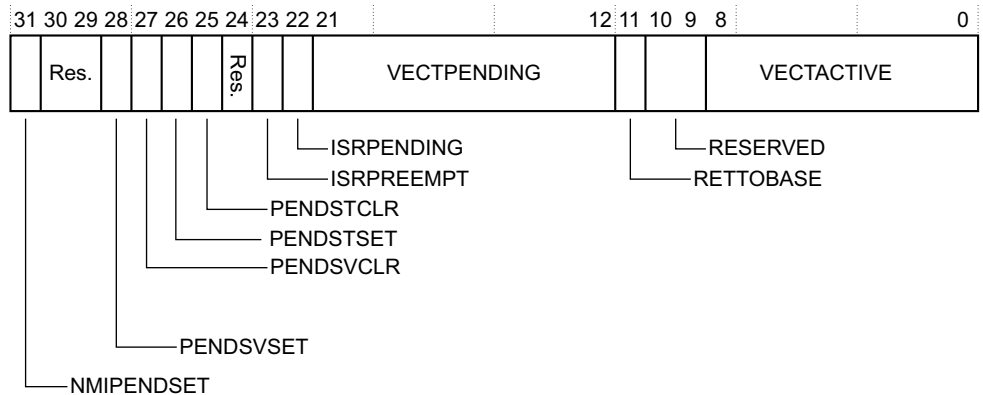 31 30 29 28 27 26 25 24 23 22 21 12 11 10 9 8 0
Res. Res. VECTPENDING VECTACTIVE
ISRPENDING RESERVED
ISRPREEMPT RETTOBASE
PENDSTCLR
PENDSTSET
PENDSVCLR
PENDSVSET
NMIPENDSET